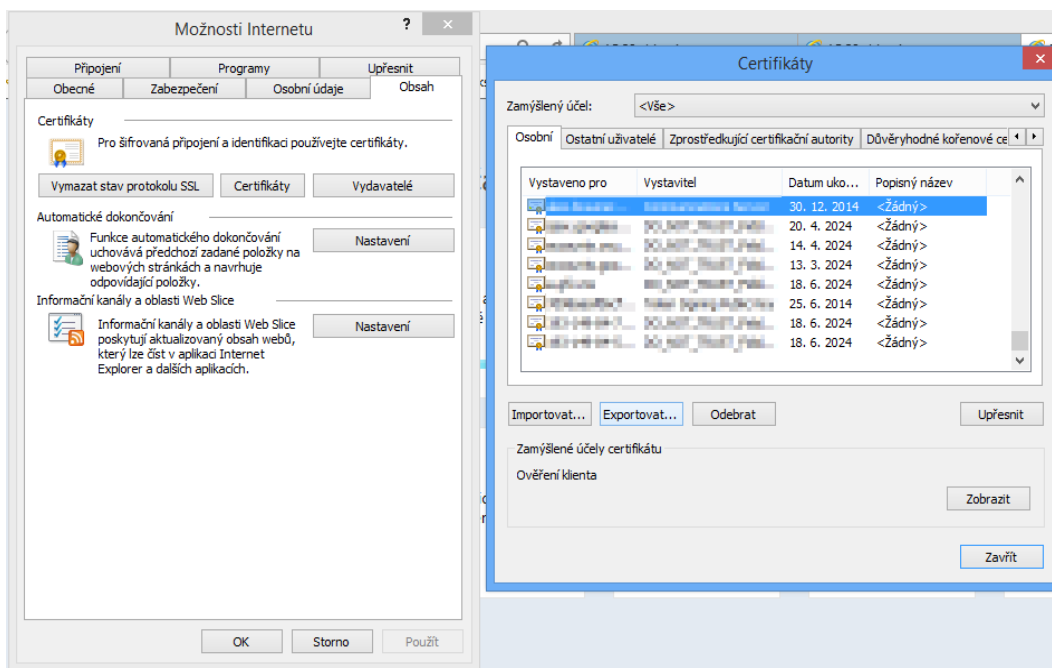 Možnosti Internetu
?
Připojení Programy Upřesnit
Obecné Zabezpečení Osobní údaje Obsah
Certifikáty
Pro šifrovaná připojení a identifikaci používejte certifikáty.
Vymazat stav protokolu SSL Certifikáty Vydavatelé
Automatické dokončování
Funkce automatického dokončování
uchovává předchozí zadané položky na
webových stránkách a navrhuje
odpovídající položky.
Nastavení
Informační kanály a oblasti Web Slice
Informační kanály a oblasti Web Slice
poskytují aktualizovaný obsah webů,
který lze číst v aplikaci Internet
Explorer a dalších aplikacích.
Nastavení
OK Storno Použít
Certifikáty
Zamýšlený účel: <Vše>
Osobní Ostatní uživatelé Zprostředkující certifikační autority Důvěryhodné kořenové ce
Vystaveno pro Vystavitel Datum uko... Popisný název
30. 12. 2014 <Žádný>
20. 4. 2024 <Žádný>
14. 4. 2024 <Žádný>
13. 3. 2024 <Žádný>
18. 6. 2024 <Žádný>
25. 6. 2014 <Žádný>
18. 6. 2024 <Žádný>
18. 6. 2024 <Žádný>
Importovat... Exportovat... Odebrat Upřesnit
Zamýšlené účely certifikátu
Ověření klienta
Zobrazit
Zavřít